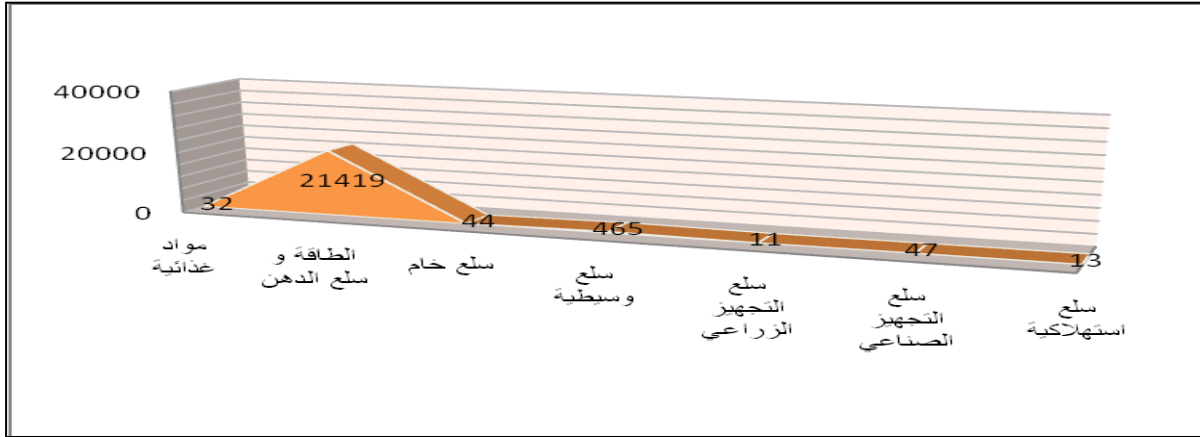 40000
20000
0
32
21419
44
465
11
47
13
مواد
غذائية
الطاقة و
سلع الدهن
سلع خام
سلع
وسيطية
سلع
التجهيز
الزراعي
سلع
التجهيز
الصناعي
سلع
استهلاكية